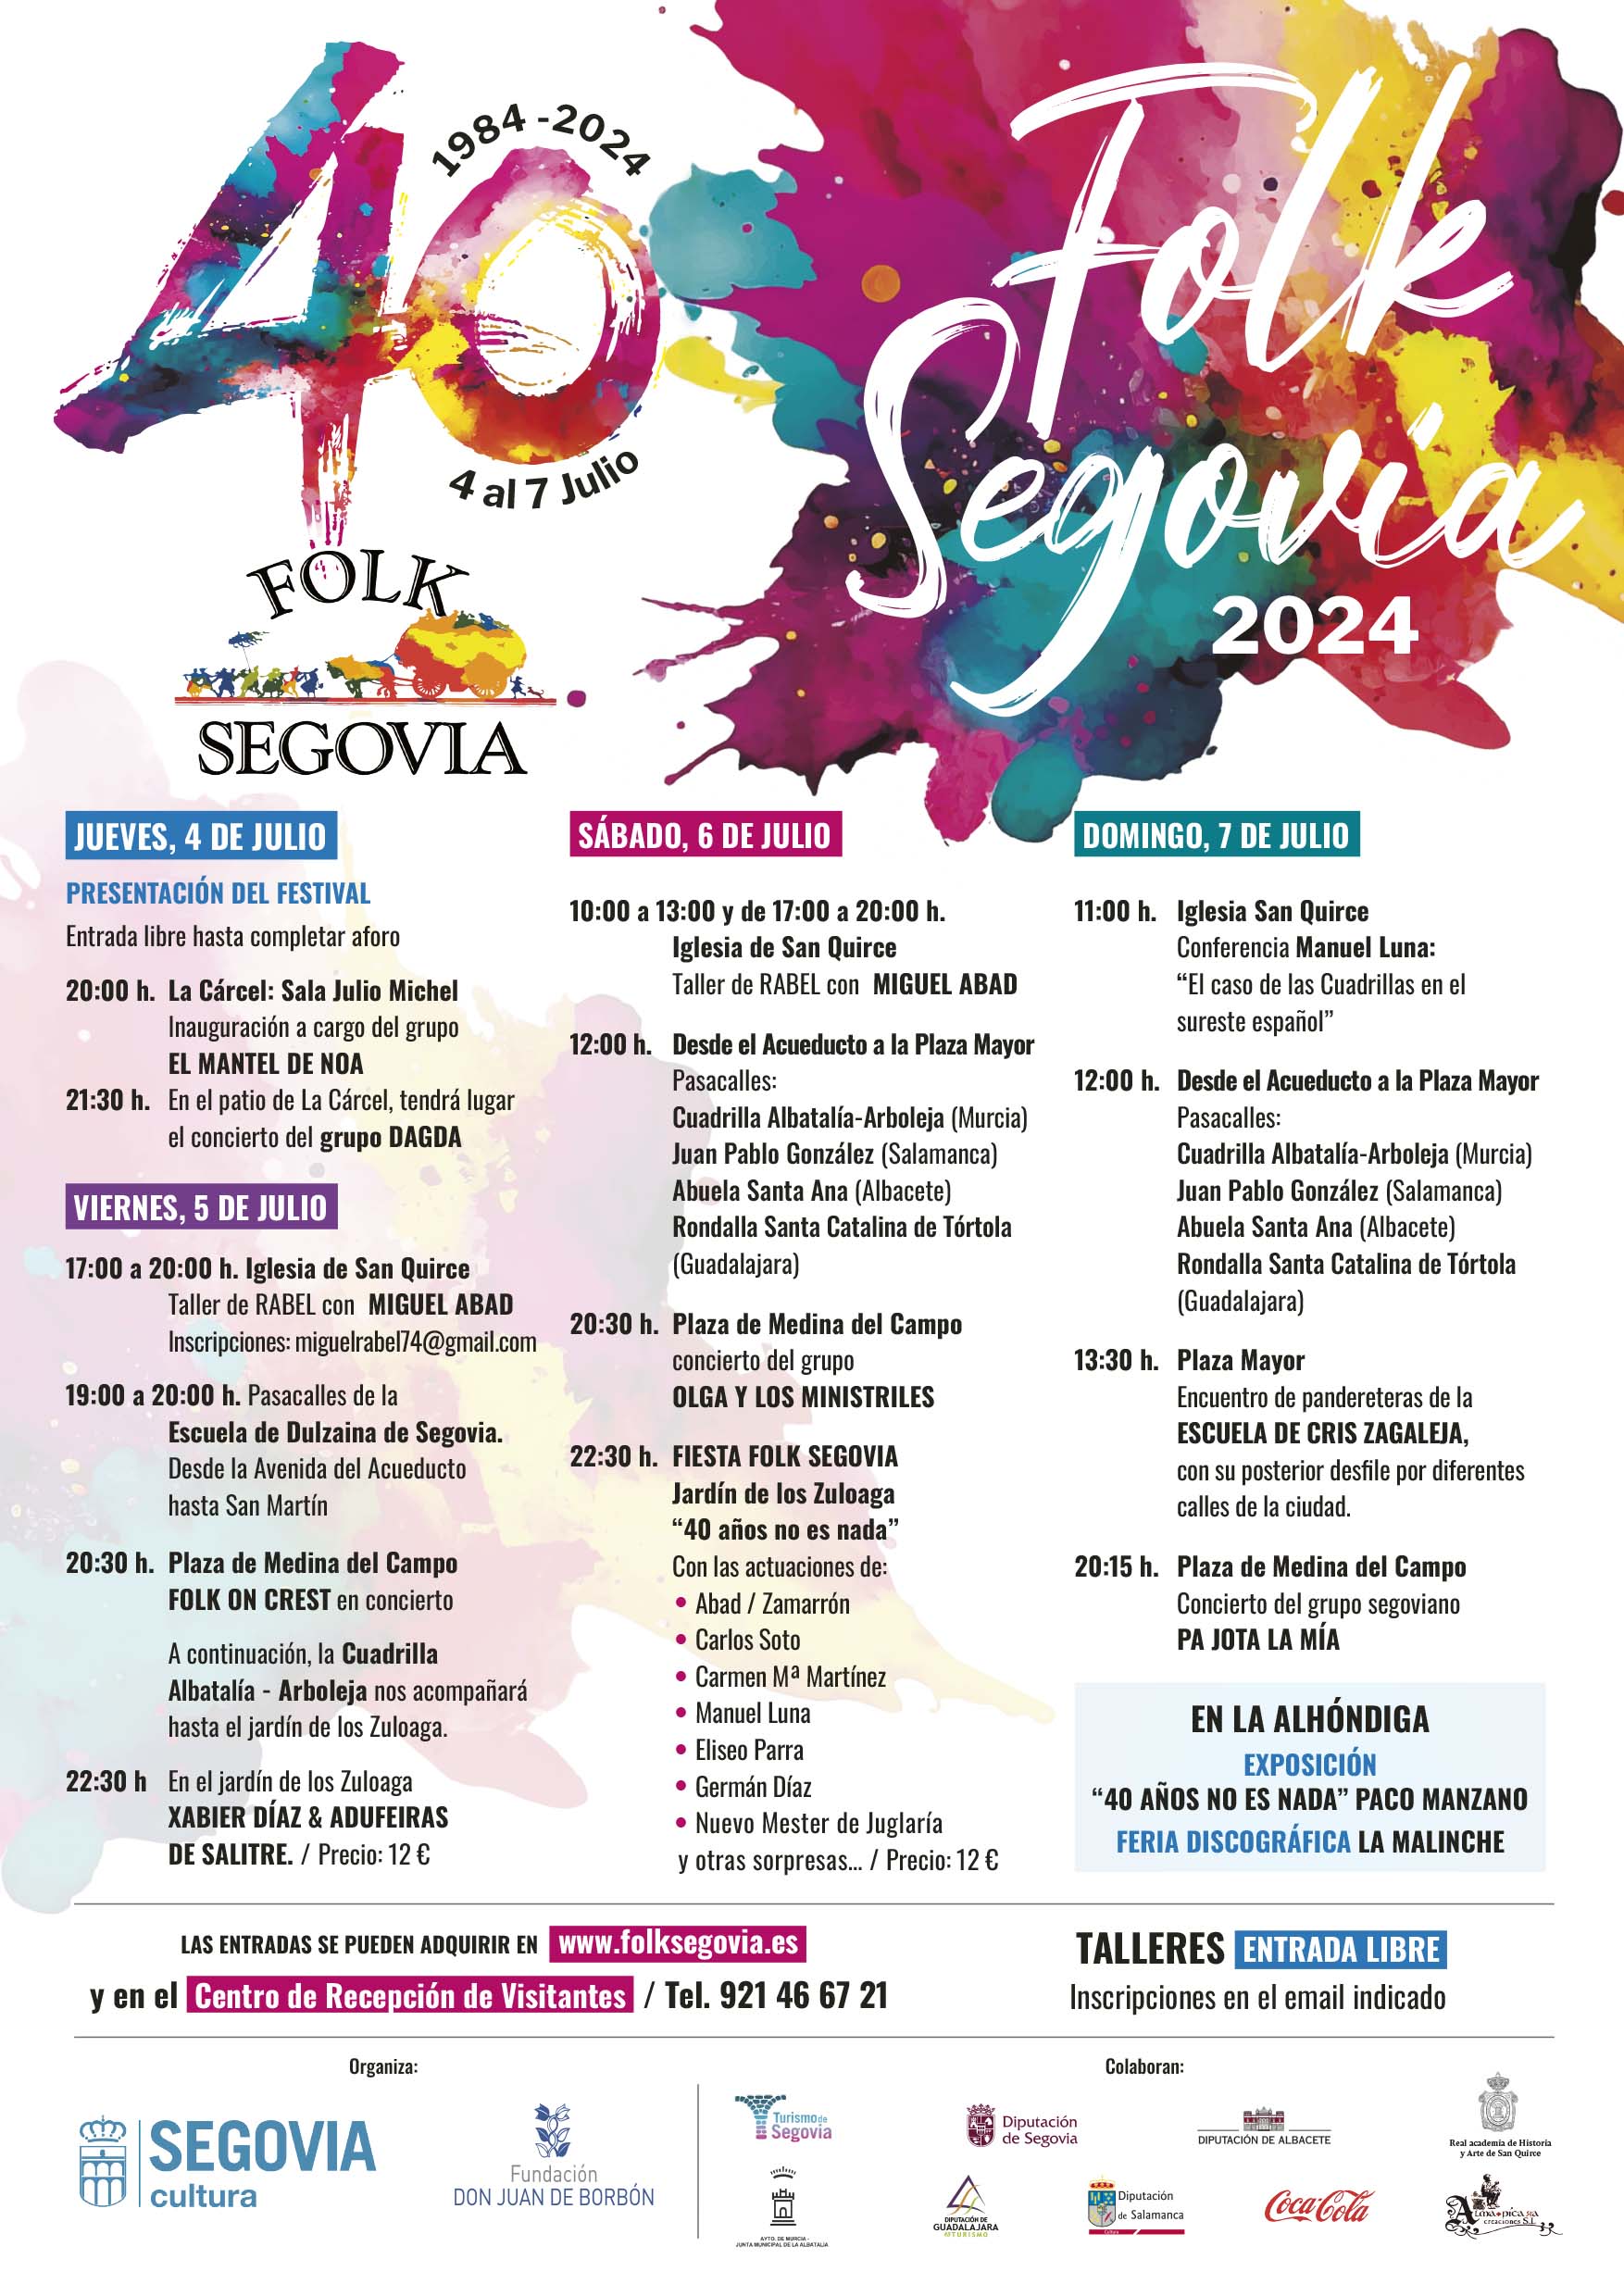 40
1984 - 2024
4 al 7 Julio
FOLK
SEGOVIA
Folk
Segovia
2024
JUEVES, 4 DE JULIO
PRESENTACIÓN DEL FESTIVAL
Entrada libre hasta completar aforo
20:00 h. La Cárcel: Sala Julio Michel
Inauguración a cargo del grupo
EL MANTEL DE NOA
21:30 h. En el patio de La Cárcel, tendrá lugar
el concierto del grupo DAGDA
VIERNES, 5 DE JULIO
17:00 a 20:00 h. Iglesia de San Quirce
Taller de RABEL con MIGUEL ABAD
Inscripciones: miguelrabel74@gmail.com
19:00 a 20:00 h. Pasacalles de la
Escuela de Dulzaina de Segovia.
Desde la Avenida del Acueducto
hasta San Martín
20:30 h. Plaza de Medina del Campo
FOLK ON CREST en concierto
A continuación, la Cuadrilla
Albatalía - Arboleja nos acompañará
hasta el jardín de los Zuloaga.
22:30 h En el jardín de los Zuloaga
XABIER DÍAZ & ADUFEIRAS
DE SALITRE. / Precio: 12 €
SÁBADO, 6 DE JULIO
10:00 a 13:00 y de 17:00 a 20:00 h.
Iglesia de San Quirce
Taller de RABEL con MIGUEL ABAD
12:00 h. Desde el Acueducto a la Plaza Mayor
Pasacalles:
Cuadrilla Albatalía-Arboleja (Murcia)
Juan Pablo González (Salamanca)
Abuela Santa Ana (Albacete)
Rondalla Santa Catalina de Tórtola
(Guadalajara)
20:30 h. Plaza de Medina del Campo
concierto del grupo
OLGA Y LOS MINISTRILES
22:30 h. FIESTA FOLK SEGOVIA
Jardín de los Zuloaga
“40 años no es nada”
Con las actuaciones de:
• Abad / Zamarrón
• Carlos Soto
• Carmen Mª Martínez
• Manuel Luna
• Eliseo Parra
• Germán Díaz
• Nuevo Mester de Juglaría
y otras sorpresas... / Precio: 12 €
DOMINGO, 7 DE JULIO
11:00 h. Iglesia San Quirce
Conferencia Manuel Luna:
“El caso de las Cuadrillas en el
sureste español”
12:00 h. Desde el Acueducto a la Plaza Mayor
Pasacalles:
Cuadrilla Albatalía-Arboleja (Murcia)
Juan Pablo González (Salamanca)
Abuela Santa Ana (Albacete)
Rondalla Santa Catalina de Tórtola
(Guadalajara)
13:30 h. Plaza Mayor
Encuentro de pandereteras de la
ESCUELA DE CRIS ZAGALEJA,
con su posterior desfile por diferentes
calles de la ciudad.
20:15 h. Plaza de Medina del Campo
Concierto del grupo segoviano
PA JOTA LA MÍA
EN LA ALHÓNDIGA
EXPOSICIÓN
“40 AÑOS NO ES NADA” PACO MANZANO
FERIA DISCOGRÁFICA LA MALINCHE
LAS ENTRADAS SE PUEDEN ADQUIRIR EN www.folksegovia.es
y en el Centro de Recepción de Visitantes / Tel. 921 46 67 21
TALLERES ENTRADA LIBRE
Inscripciones en el email indicado
Organiza:
SEGOVIA
cultura
Fundación
DON JUAN DE BORBÓN
Colaboran:
Turismo de
Segovia
Diputación
de Segovia
DIPUTACIÓN DE ALBACETE
Real academia de Historia
y Arte de San Quirce
AYTO. DE MURCIA -
JUNTA MUNICIPAL DE LA ALBATALÍA
DIPUTACIÓN DE
GUADALAJARA
TURISMO
Diputación
de Salamanca
Cultura
Coca-Cola
creaciones S.L.